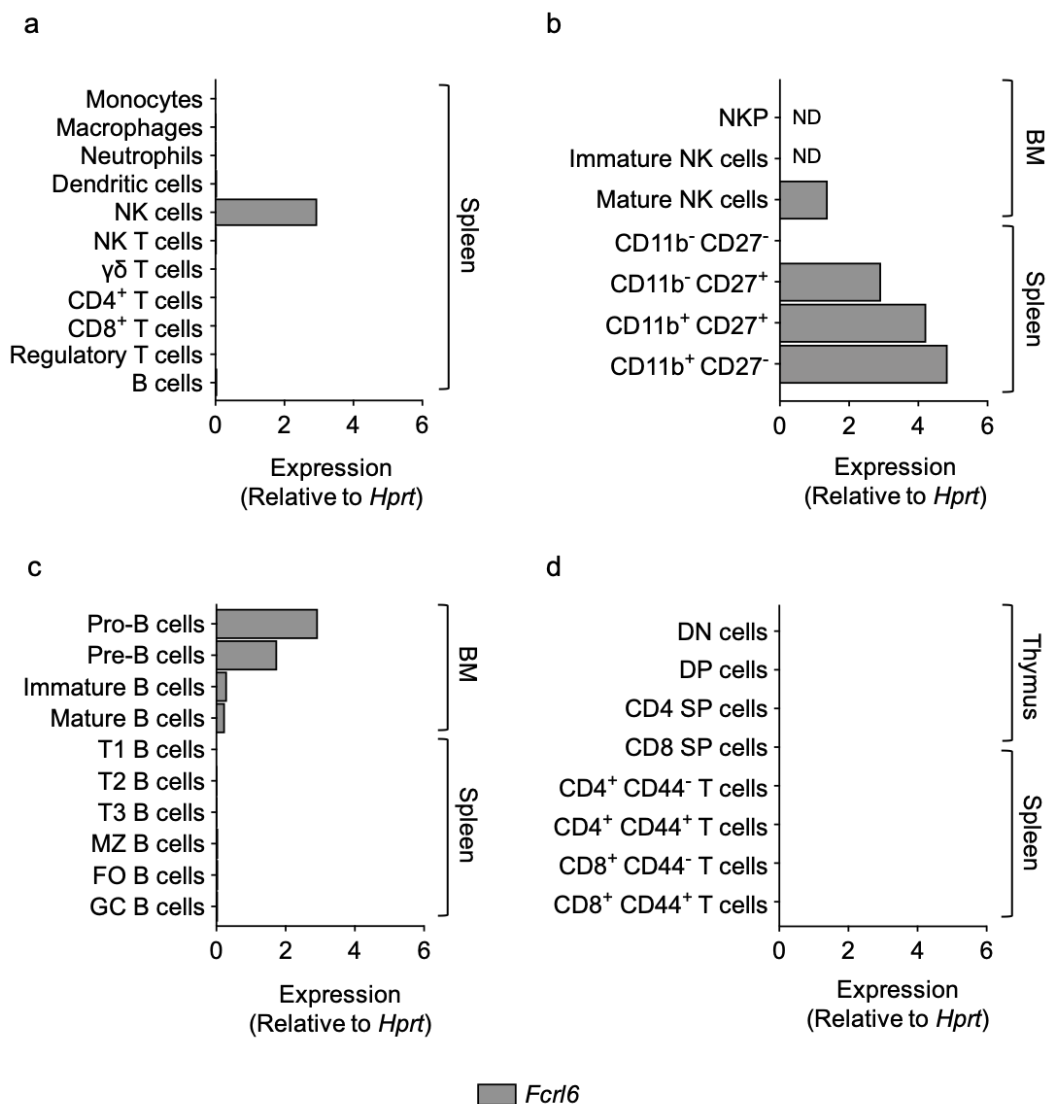 a
Monocytes
Macrophages
Neutrophils
Dendritic cells
NK cells
NK T cells
γδ T cells
CD4⁺ T cells
CD8⁺ T cells
Regulatory T cells
B cells
Spleen
0 2 4 6
Expression
(Relative to Hprt)
b
NKP ND
Immature NK cells ND
Mature NK cells
CD11b⁻ CD27⁻
CD11b⁻ CD27⁺
CD11b⁺ CD27⁺
CD11b⁺ CD27⁻
BM
Spleen
0 2 4 6
Expression
(Relative to Hprt)
c
Pro-B cells
Pre-B cells
Immature B cells
Mature B cells
T1 B cells
T2 B cells
T3 B cells
MZ B cells
FO B cells
GC B cells
BM
Spleen
0 2 4 6
Expression
(Relative to Hprt)
d
DN cells
DP cells
CD4 SP cells
CD8 SP cells
CD4⁺ CD44⁻ T cells
CD4⁺ CD44⁺ T cells
CD8⁺ CD44⁻ T cells
CD8⁺ CD44⁺ T cells
Thymus
Spleen
0 2 4 6
Expression
(Relative to Hprt)
Fcrl6